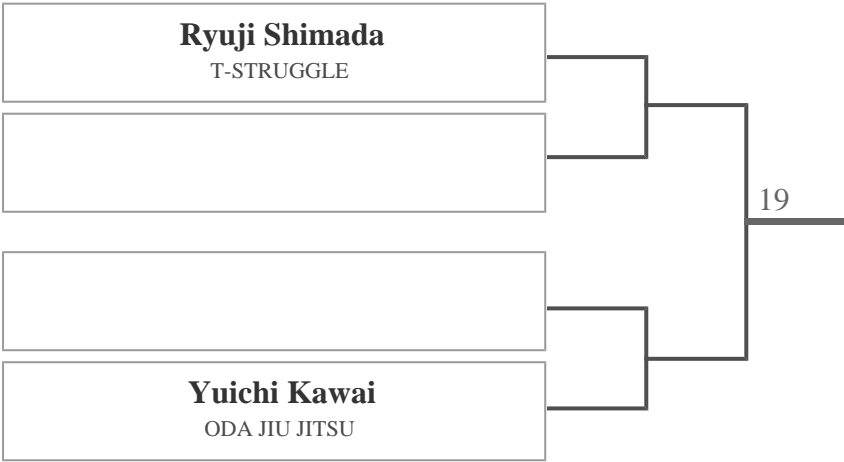 Ryuji Shimada
T-STRUGGLE
19
Yuichi Kawai
ODA JIU JITSU